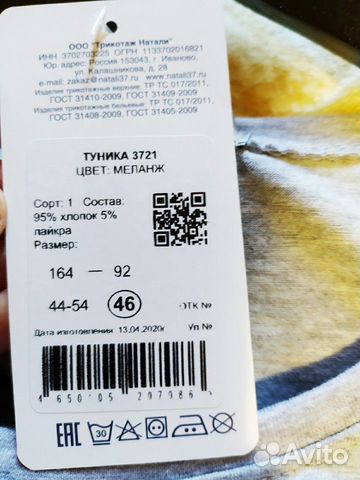 ООО "Трикотаж Натали"
ИНН 3702703225 ОГРН 1133702016821
Юр. адрес: Россия 153043, г. Иваново,
ул. Калашникова, д. 28
e-mail: zakaz@natali37.ru www.natali37.ru
Изделия трикотажные верхние: ТР ТС 017/2011,
ГОСТ 31410-2009, ГОСТ 31409-2009
Изделия трикотажные бельевые: ТР ТС 017/2011,
ГОСТ 31408-2009, ГОСТ 31405-2009
ТУНИКА 3721
ЦВЕТ: МЕЛАНЖ
Сорт: 1 Состав:
95% хлопок 5%
лайкра
Размер:
164 — 92
44-54 46 ОТК №
Дата изготовления: 13.04.2020г Уп №
4 650105 297986
EAC 30
Avito